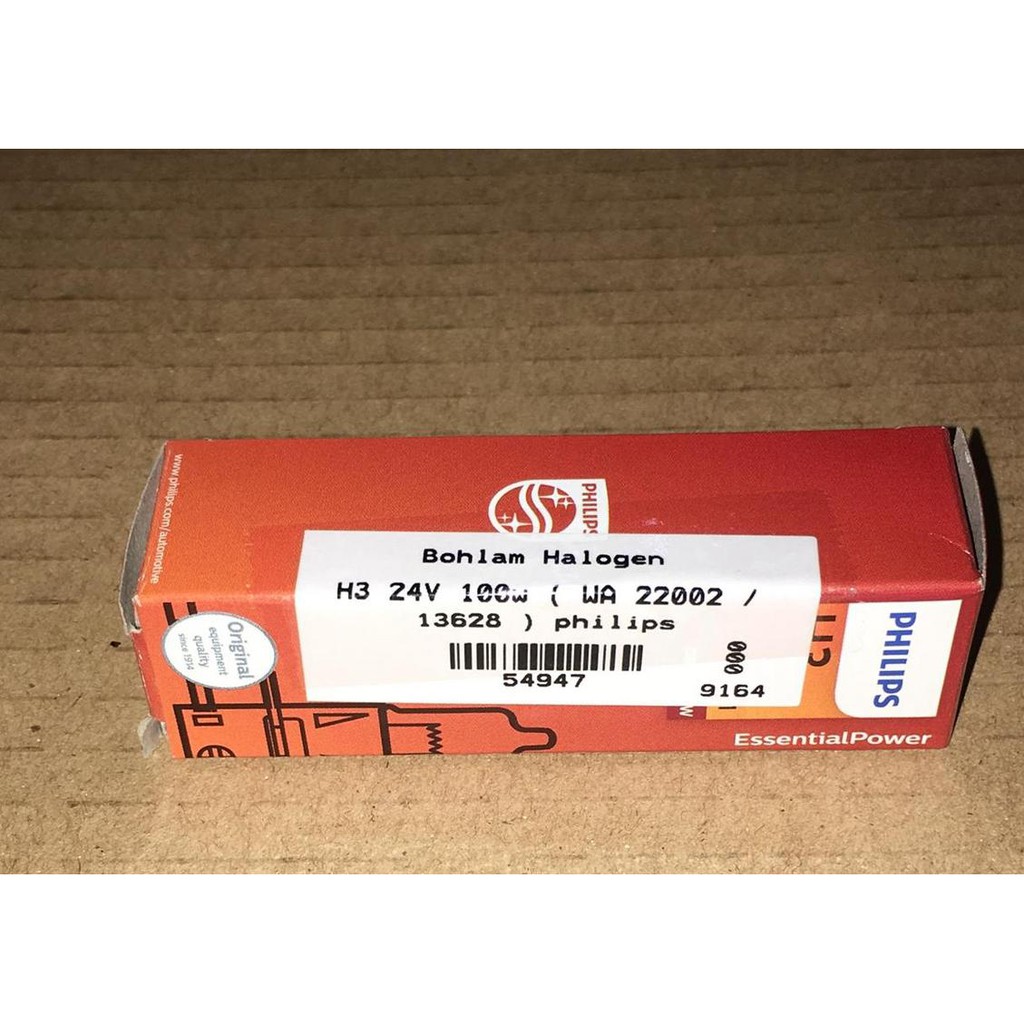 www.philips.com/automotive
PHILIPS
Bohlam Halogen
H3 24V 100w ( WA 22002 /
13628 ) philips
54947
000
9164
Original
equipment
quality
since 1914
PHILIPS
EssentialPower